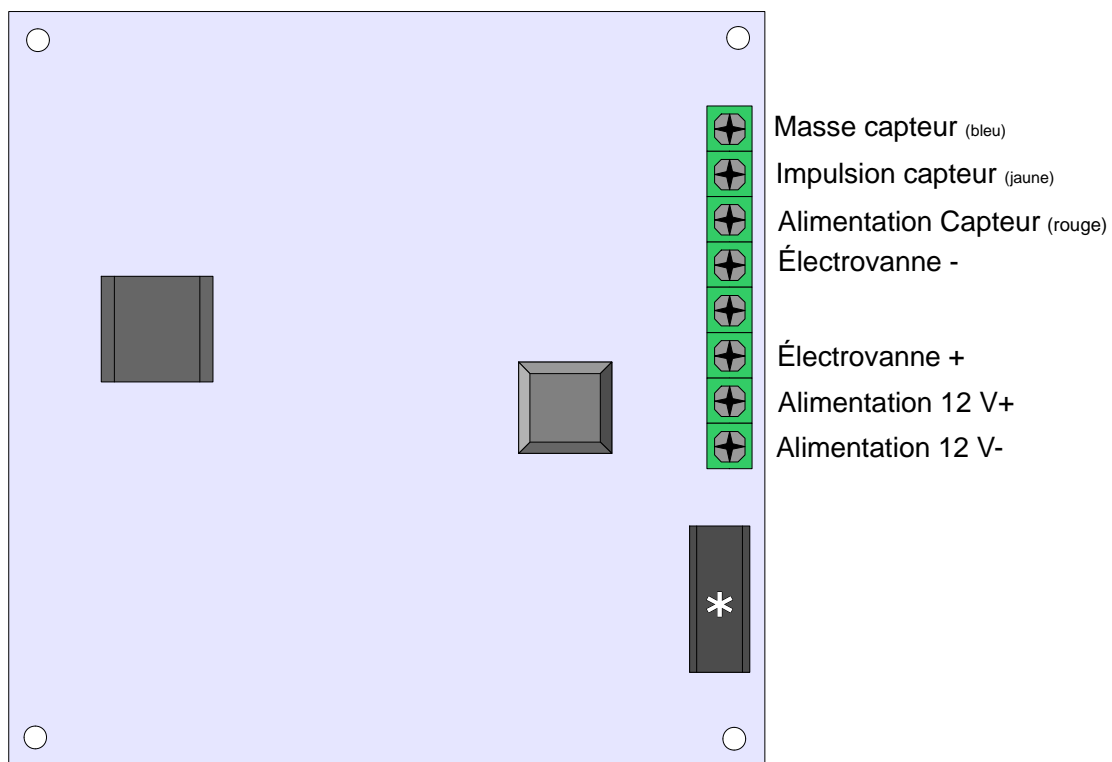 Masse capteur (bleu)
Impulsion capteur (jaune)
Alimentation Capteur (rouge)
Électrovanne -
Électrovanne +
Alimentation 12 V+
Alimentation 12 V-
*